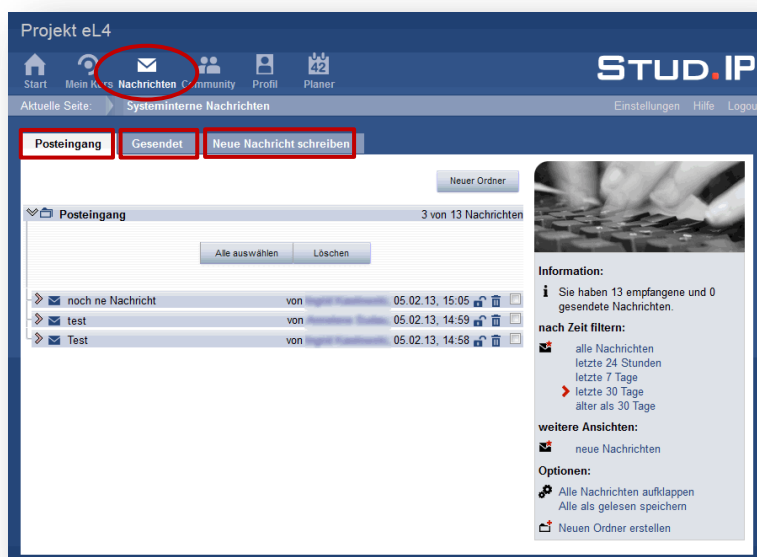 Projekt eL4
Start Mein Kurs Nachrichten Community Profil Planer
42
STUD.IP
Aktuelle Seite: Systeminterne Nachrichten Einstellungen Hilfe Logou
Posteingang Gesendet Neue Nachricht schreiben
Neuer Ordner
Posteingang 3 von 13 Nachrichten
Alle auswählen Löschen
noch ne Nachricht von 05.02.13, 15:05
test von 05.02.13, 14:59
Test von 05.02.13, 14:58
Information:
Sie haben 13 empfangene und 0
gesendete Nachrichten.
nach Zeit filtern:
alle Nachrichten
letzte 24 Stunden
letzte 7 Tage
letzte 30 Tage
älter als 30 Tage
weitere Ansichten:
neue Nachrichten
Optionen:
Alle Nachrichten aufklappen
Alle als gelesen speichern
Neuen Ordner erstellen